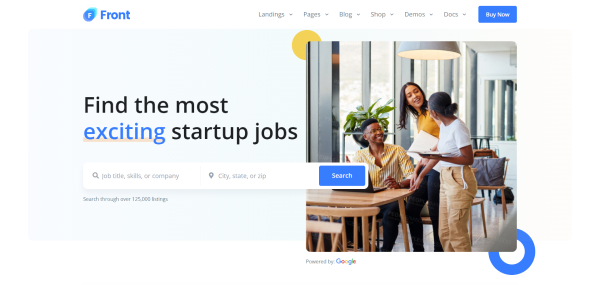 Front
Landings Pages Blog Shop Demos Docs Buy Now
Find the most
exciting startup jobs
Job title, skills, or company City, state, or zip Search
Search through over 125,000 listings
Powered by Google